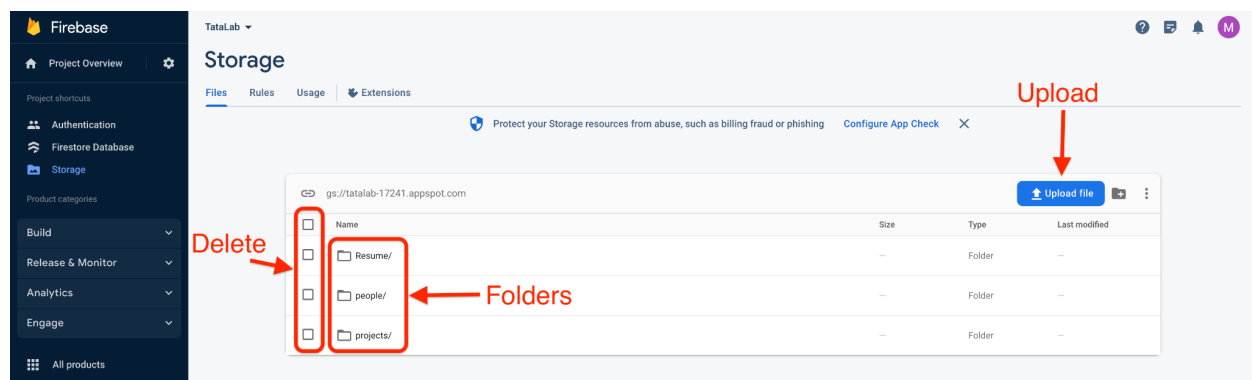 Firebase
TataLab
M
Project Overview
Storage
Project shortcuts
Files Rules Usage Extensions
Upload
Authentication
Firestore Database
Storage
Protect your Storage resources from abuse, such as billing fraud or phishing Configure App Check
Product categories
gs://tatalab-17241.appspot.com
Upload file
Name Size Type Last modified
Build
Release & Monitor
Analytics
Engage
All products
Delete
Resume/ – Folder –
people/ – Folder –
projects/ – Folder –
Folders